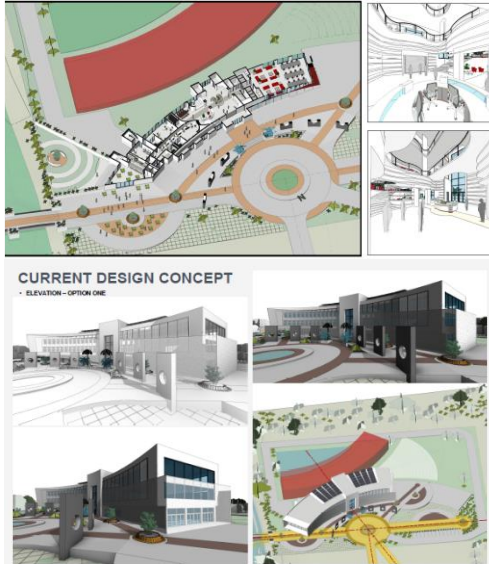 CURRENT DESIGN CONCEPT
• ELEVATION – OPTION ONE